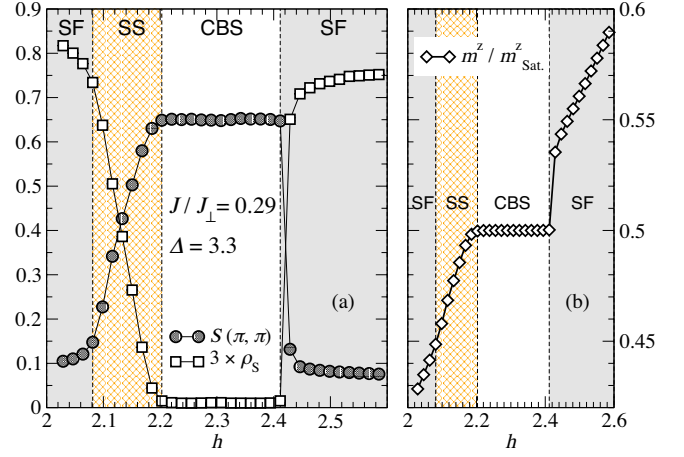 SF SS CBS SF
0.9
0.8
0.7
0.6
0.5
0.4
0.3
0.2
0.1
0
J / J⊥ = 0.29
Δ = 3.3
(a)
S (π, π)
3 × ρS
2 2.1 2.2 2.3 2.4 2.5
h
m^z / m^z_Sat.
SF SS CBS SF
(b)
0.6
0.55
0.5
0.45
2 2.2 2.4 2.6
h